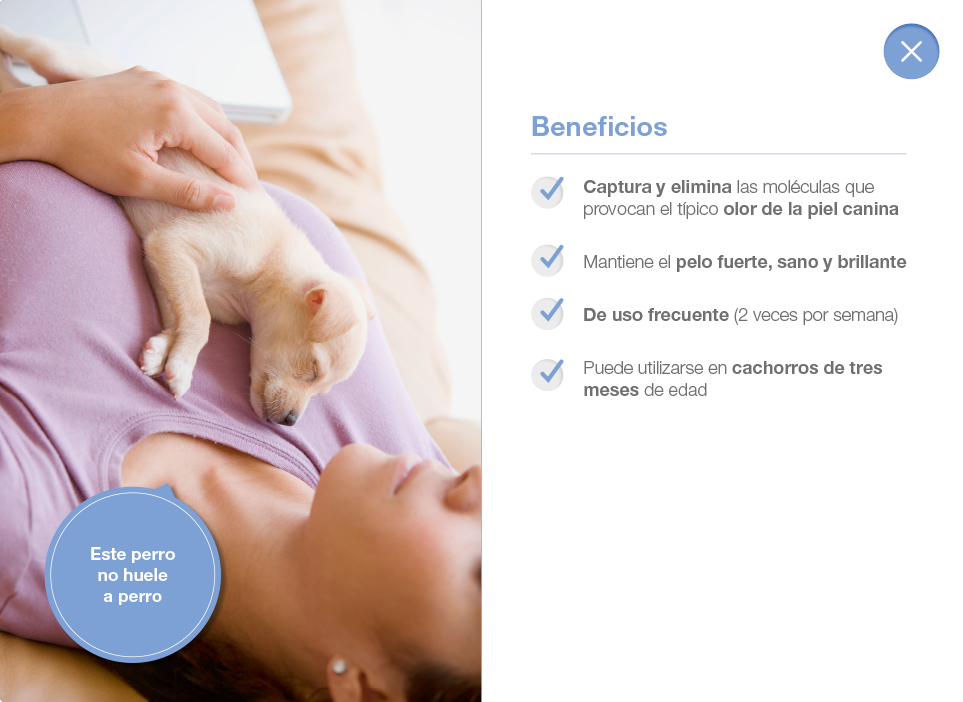 Beneficios
Captura y elimina las moléculas que
provocan el típico olor de la piel canina
Mantiene el pelo fuerte, sano y brillante
De uso frecuente (2 veces por semana)
Puede utilizarse en cachorros de tres
meses de edad
Este perro
no huele
a perro